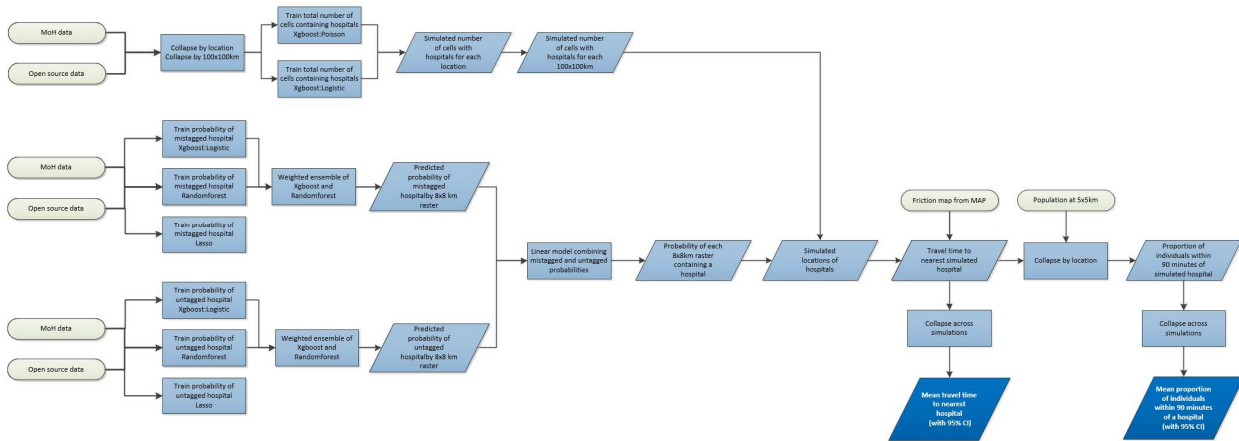 MoH data
Open source data
Collapse by location
Collapse by 100x100km
Train total number of
cells containing hospitals
Xgboost:Poisson
Train total number of
cells containing hospitals
Xgboost:Logistic
Simulated number
of cells with
hospitals for each
location
Simulated number of
cells with
hospitals for each
100x100km
MoH data
Open source data
Train probability of
mistagged hospital
Xgboost:Logistic
Train probability of
mistagged hospital
Randomforest
Train probability of
mistagged hospital
Lasso
Weighted ensemble of
Xgboost and
Randomforest
Predicted
probability of
mistagged
hospitalby 8x8 km
raster
MoH data
Open source data
Train probability of
untagged hospital
Xgboost:Logistic
Train probability of
untagged hospital
Randomforest
Train probability of
untagged hospital
Lasso
Weighted ensemble of
Xgboost and
Randomforest
Predicted
probability of
untagged
hospitalby 8x8 km
raster
Linear model combining
mistagged and untagged
probabilities
Probability of each
8x8km raster
containing a
hospital
Simulated
locations of
hospitals
Friction map from MAP
Travel time to
nearest simulated
hospital
Population at 5x5km
Collapse by location
Proportion of
individuals within
90 minutes of
simulated hospital
Collapse across
simulations
Collapse across
simulations
Mean travel time
to nearest
hospital
(with 95% CI)
Mean proportion
of individuals
within 90 minutes
of a hospital
(with 95% CI)